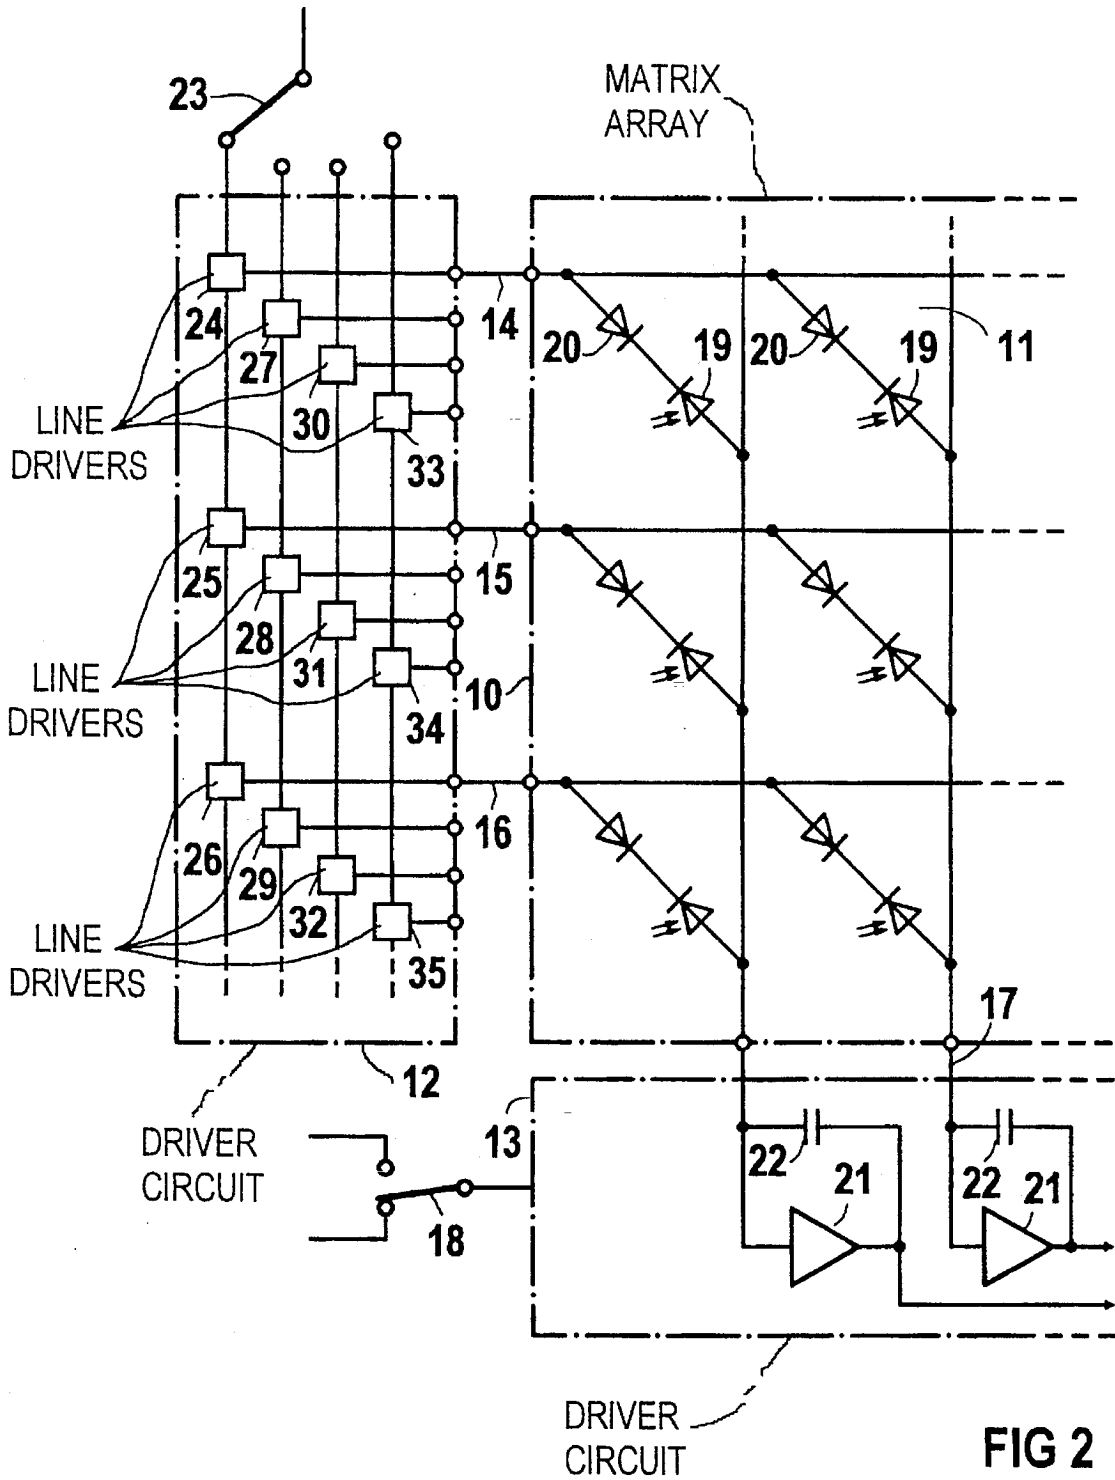 23
MATRIX
ARRAY
24
14
20
19
20
19
11
27
30
33
LINE
DRIVERS
25
15
28
31
34
10
LINE
DRIVERS
26
16
29
32
35
LINE
DRIVERS
17
12
DRIVER
CIRCUIT
13
22
22
21
21
18
DRIVER
CIRCUIT
FIG 2